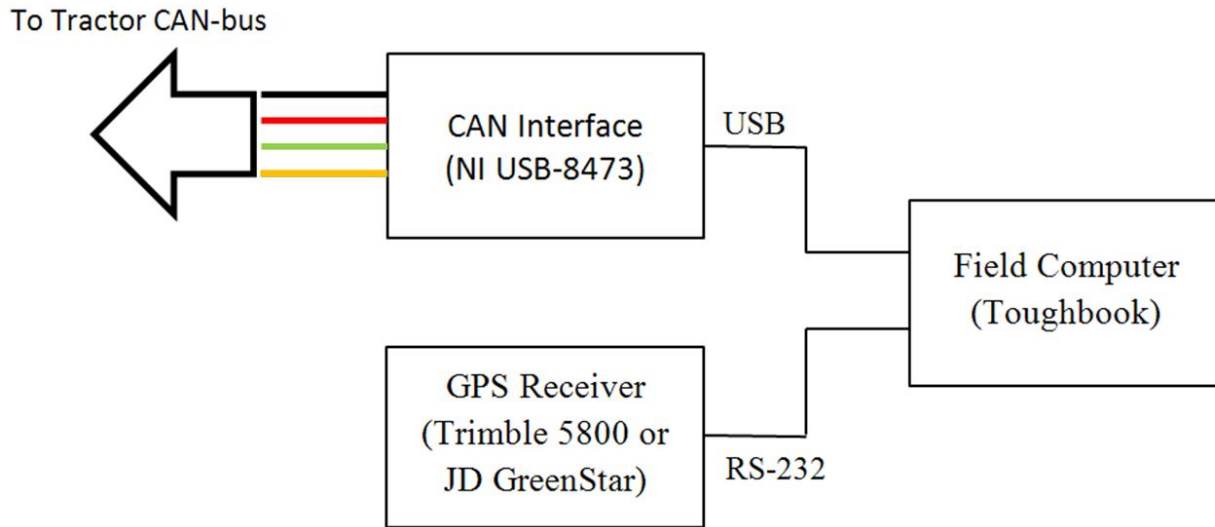 To Tractor CAN-bus
CAN Interface
(NI USB-8473)
USB
Field Computer
(Toughbook)
GPS Receiver
(Trimble 5800 or
JD GreenStar)
RS-232